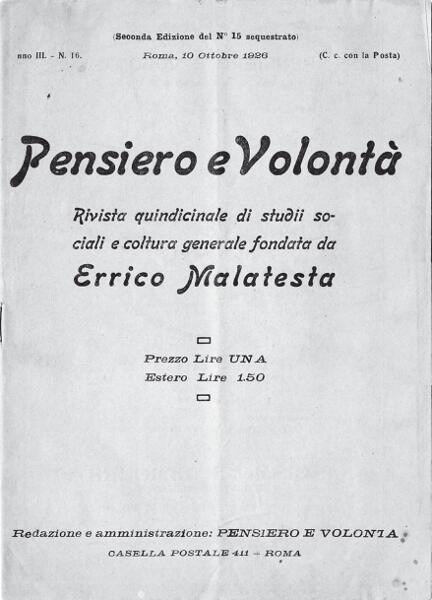 (Seconda Edizione del N° 15 sequestrato)
nno III. - N. 16.
Roma, 10 Ottobre 1926
(C. c. con la Posta)
Pensiero e Volontà
Rivista quindicinale di studii so-
ciali e coltura generale fondata da
Errico Malatesta
Prezzo Lire UNA
Estero Lire 1.50
Redazione e amministrazione: PENSIERO E VOLONTA
CASELLA POSTALE 411 - ROMA